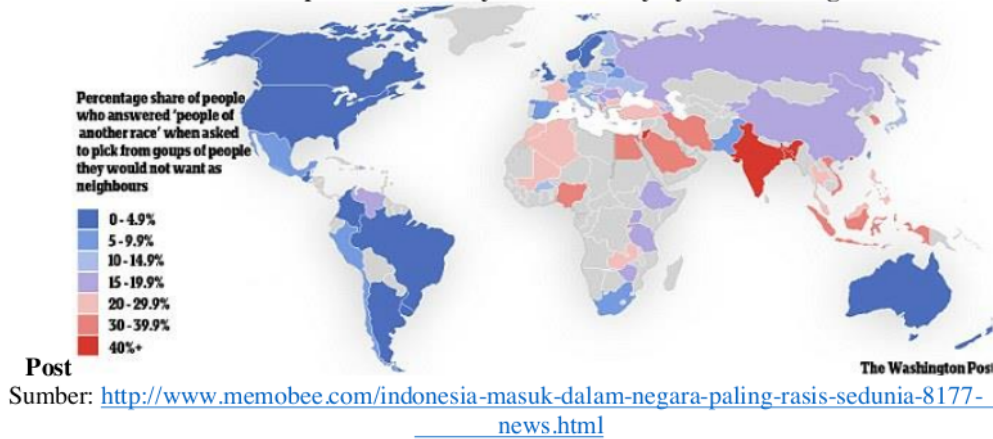 Percentage share of people
who answered 'people of
another race' when asked
to pick from goups of people
they would not want as
neighbours
0 - 4.9%
5 - 9.9%
10 - 14.9%
15 - 19.9%
20 - 29.9%
30 - 39.9%
40%+
Post
The Washington Post
Sumber: http://www.memobee.com/indonesia-masuk-dalam-negara-paling-rasis-sedunia-8177-
news.html